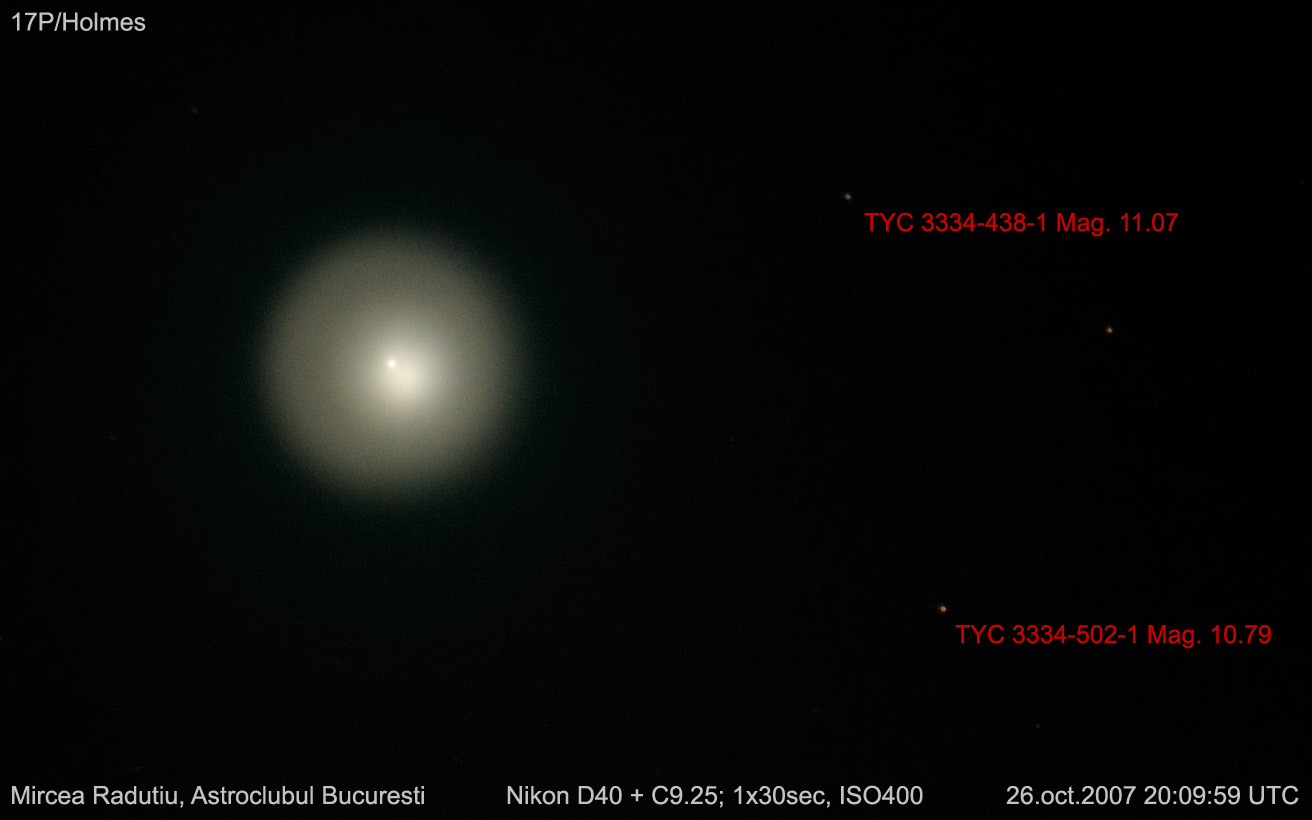 17P/Holmes
TYC 3334-438-1 Mag. 11.07
TYC 3334-502-1 Mag. 10.79
Mircea Radutiu, Astroclubul Bucuresti
Nikon D40 + C9.25; 1x30sec, ISO400
26.oct.2007 20:09:59 UTC